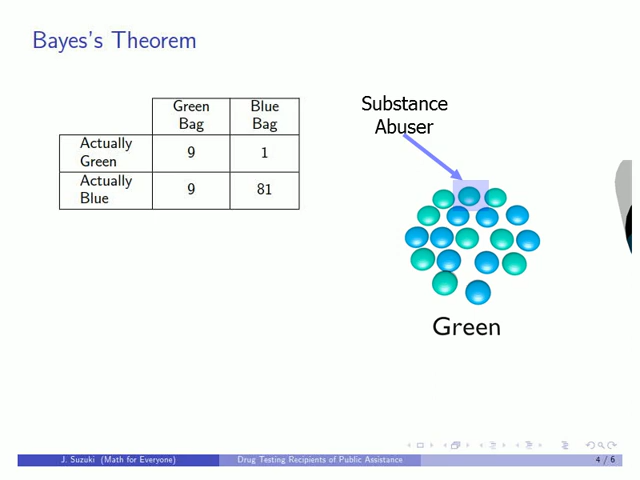 Bayes's Theorem
Green Bag
Blue Bag
Actually Green
9
1
Actually Blue
9
81
Substance
Abuser
Green
J. Suzuki (Math for Everyone)
Drug Testing Recipients of Public Assistance
4 / 6